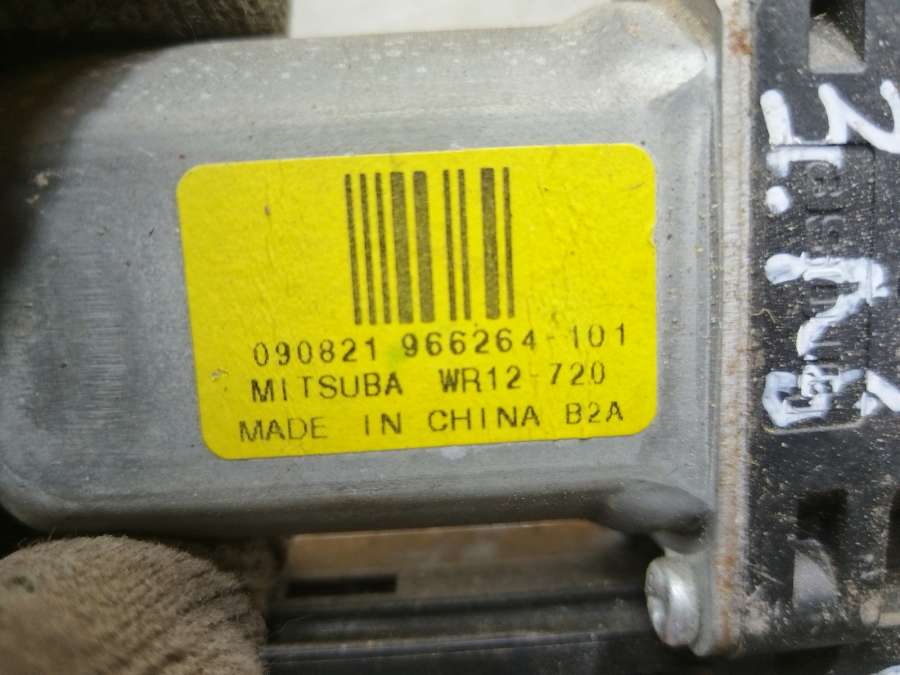 090821 966264-101
MITSUBA WR12-720
MADE IN CHINA B2A